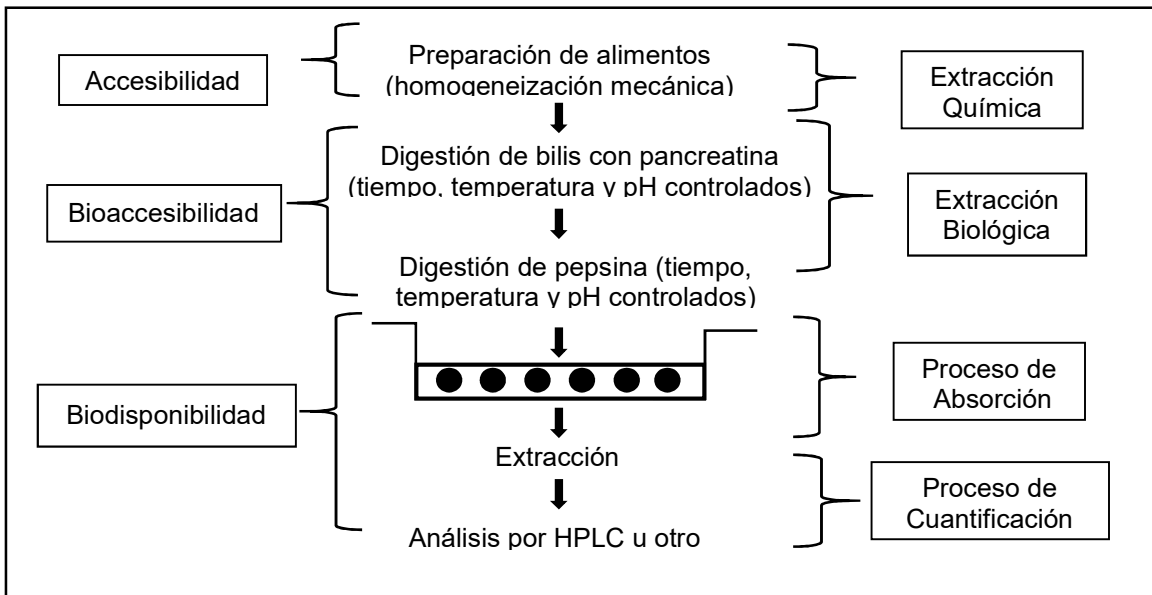 Accesibilidad
Preparación de alimentos
(homogeneización mecánica)
Extracción
Química
Bioaccesibilidad
Digestión de bilis con pancreatina
(tiempo, temperatura y pH controlados)
Extracción
Biológica
Digestión de pepsina (tiempo,
temperatura y pH controlados)
Biodisponibilidad
Proceso de
Absorción
Extracción
Análisis por HPLC u otro
Proceso de
Cuantificación